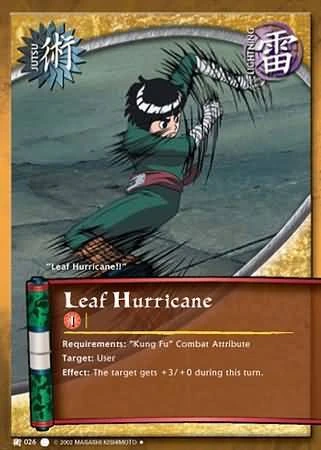 JUTSU
術
LIGHTNING
雷
"Leaf Hurricane!!"
Leaf Hurricane
Requirements: "Kung Fu" Combat Attribute
Target: User
Effect: The target gets +3/+0 during this turn.
026 © 2002 MASASHI KISHIMOTO